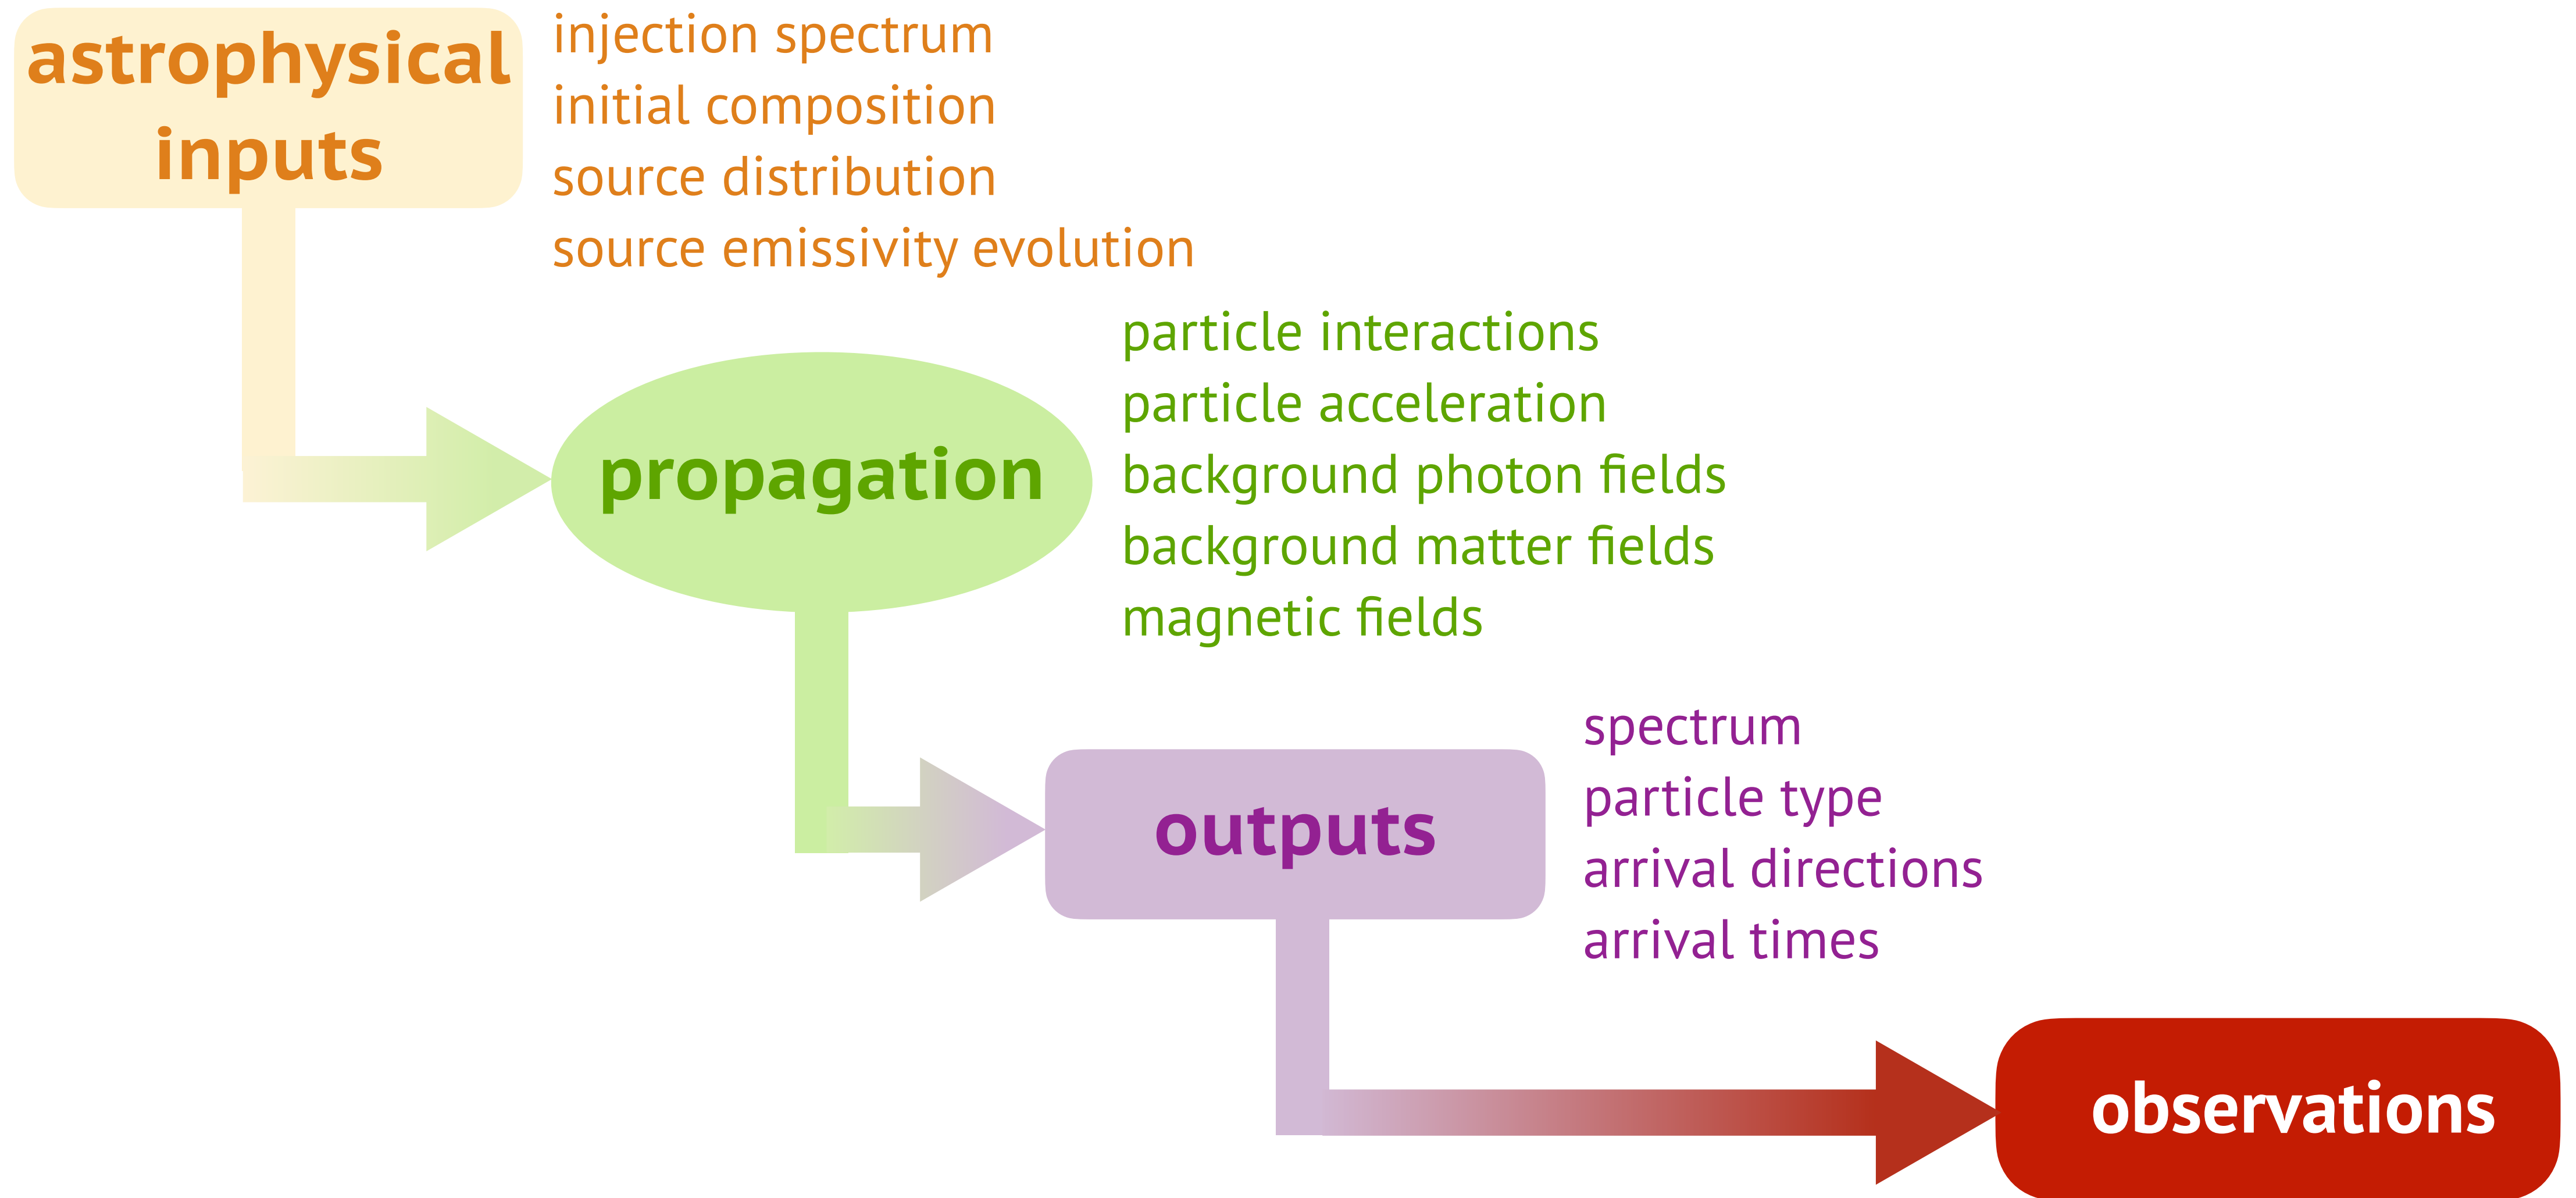 astrophysical
inputs
injection spectrum
initial composition
source distribution
source emissivity evolution
propagation
particle interactions
particle acceleration
background photon fields
background matter fields
magnetic fields
outputs
spectrum
particle type
arrival directions
arrival times
observations